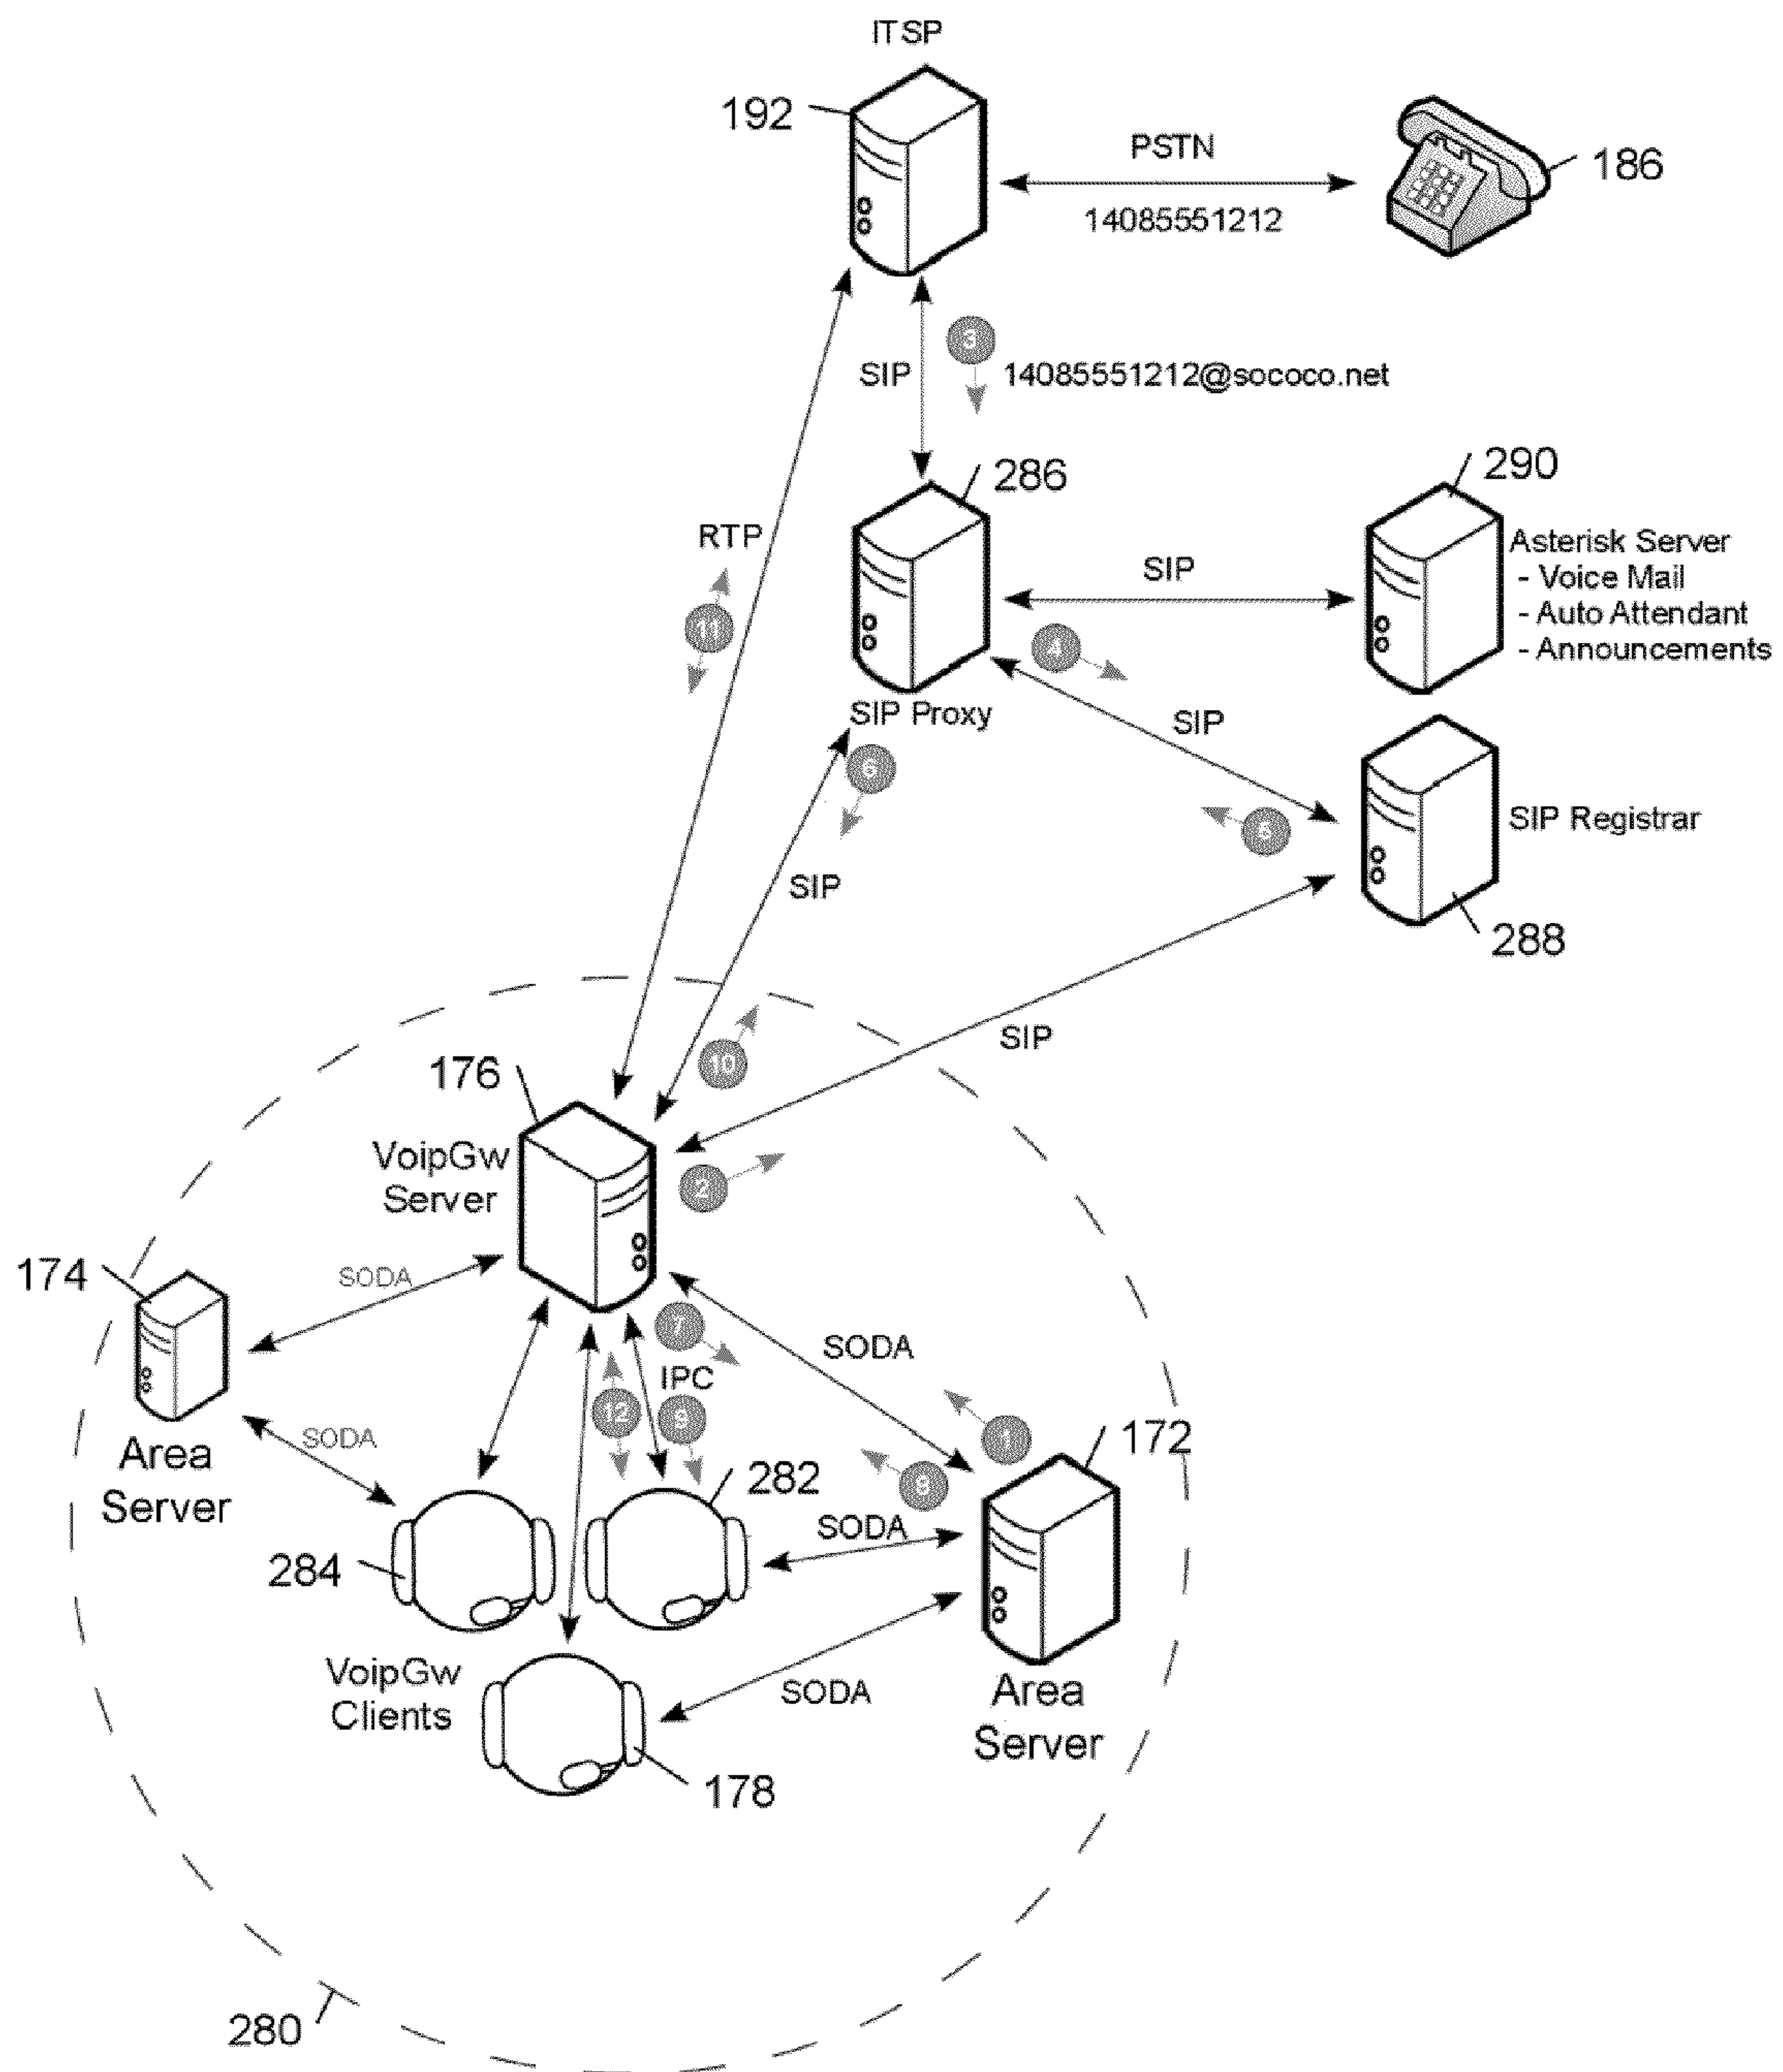 ITSP
192
PSTN
186
14085551212
3
SIP
14085551212@sococo.net
286
290
RTP
Asterisk Server
SIP
- Voice Mail
- Auto Attendant
- Announcements
11
4
SIP Proxy
SIP
6
5
SIP Registrar
SIP
288
SIP
10
176
VoipGw
Server
2
174
SODA
7
SODA
IPC
12
9
1
172
SODA
Area
Server
282
8
SODA
284
VoipGw
Clients
SODA
Area
Server
178
280